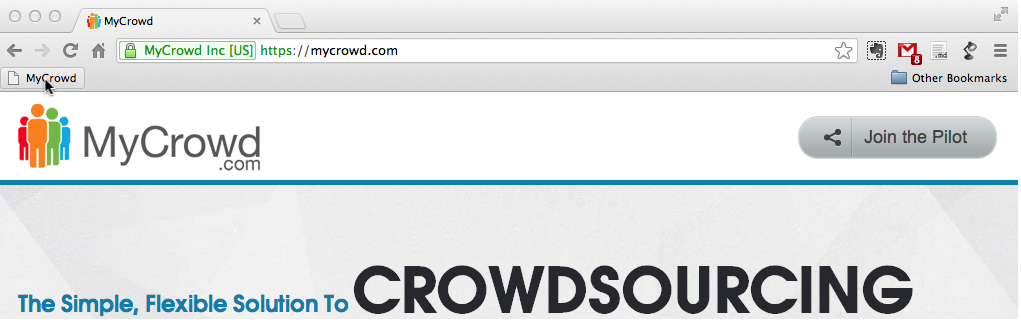 MyCrowd
MyCrowd Inc [US] https://mycrowd.com
8
.md
MyCrowd
Other Bookmarks
MyCrowd
.com
Join the Pilot
The Simple, Flexible Solution To CROWDSOURCING